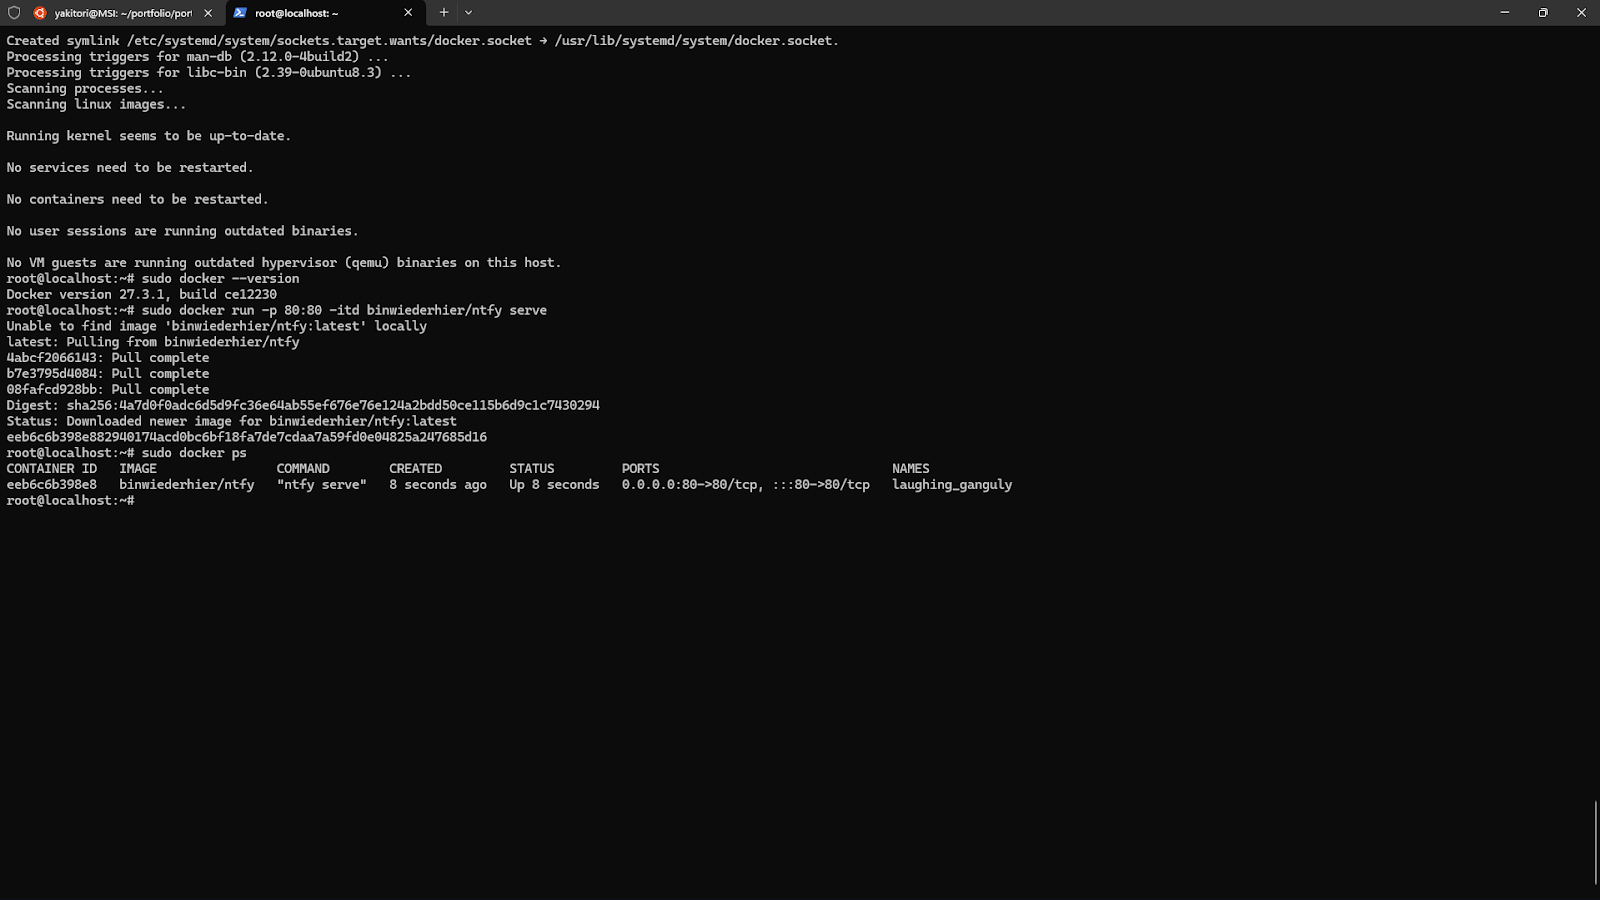 yakitori@MSI: ~/portfolio/port
root@localhost: ~
Created symlink /etc/systemd/system/sockets.target.wants/docker.socket → /usr/lib/systemd/system/docker.socket.
Processing triggers for man-db (2.12.0-4build2) ...
Processing triggers for libc-bin (2.39-0ubuntu8.3) ...
Scanning processes...
Scanning linux images...
Running kernel seems to be up-to-date.
No services need to be restarted.
No containers need to be restarted.
No user sessions are running outdated binaries.
No VM guests are running outdated hypervisor (qemu) binaries on this host.
root@localhost:~# sudo docker --version
Docker version 27.3.1, build ce12230
root@localhost:~# sudo docker run -p 80:80 -itd binwiederhier/ntfy serve
Unable to find image 'binwiederhier/ntfy:latest' locally
latest: Pulling from binwiederhier/ntfy
4abcf2066143: Pull complete
b7e3795d4084: Pull complete
08fafcd928bb: Pull complete
Digest: sha256:4a7d0f0adc6d5d9fc36e64ab55ef676e76e124a2bdd50ce115b6d9c1c7430294
Status: Downloaded newer image for binwiederhier/ntfy:latest
eeb6c6b398e882940174acd0bc6bf18fa7de7cdaa7a59fd0e04825a247685d16
root@localhost:~# sudo docker ps
CONTAINER ID   IMAGE                COMMAND        CREATED         STATUS         PORTS                               NAMES
eeb6c6b398e8   binwiederhier/ntfy   "ntfy serve"   8 seconds ago   Up 8 seconds   0.0.0.0:80->80/tcp, :::80->80/tcp   laughing_ganguly
root@localhost:~#